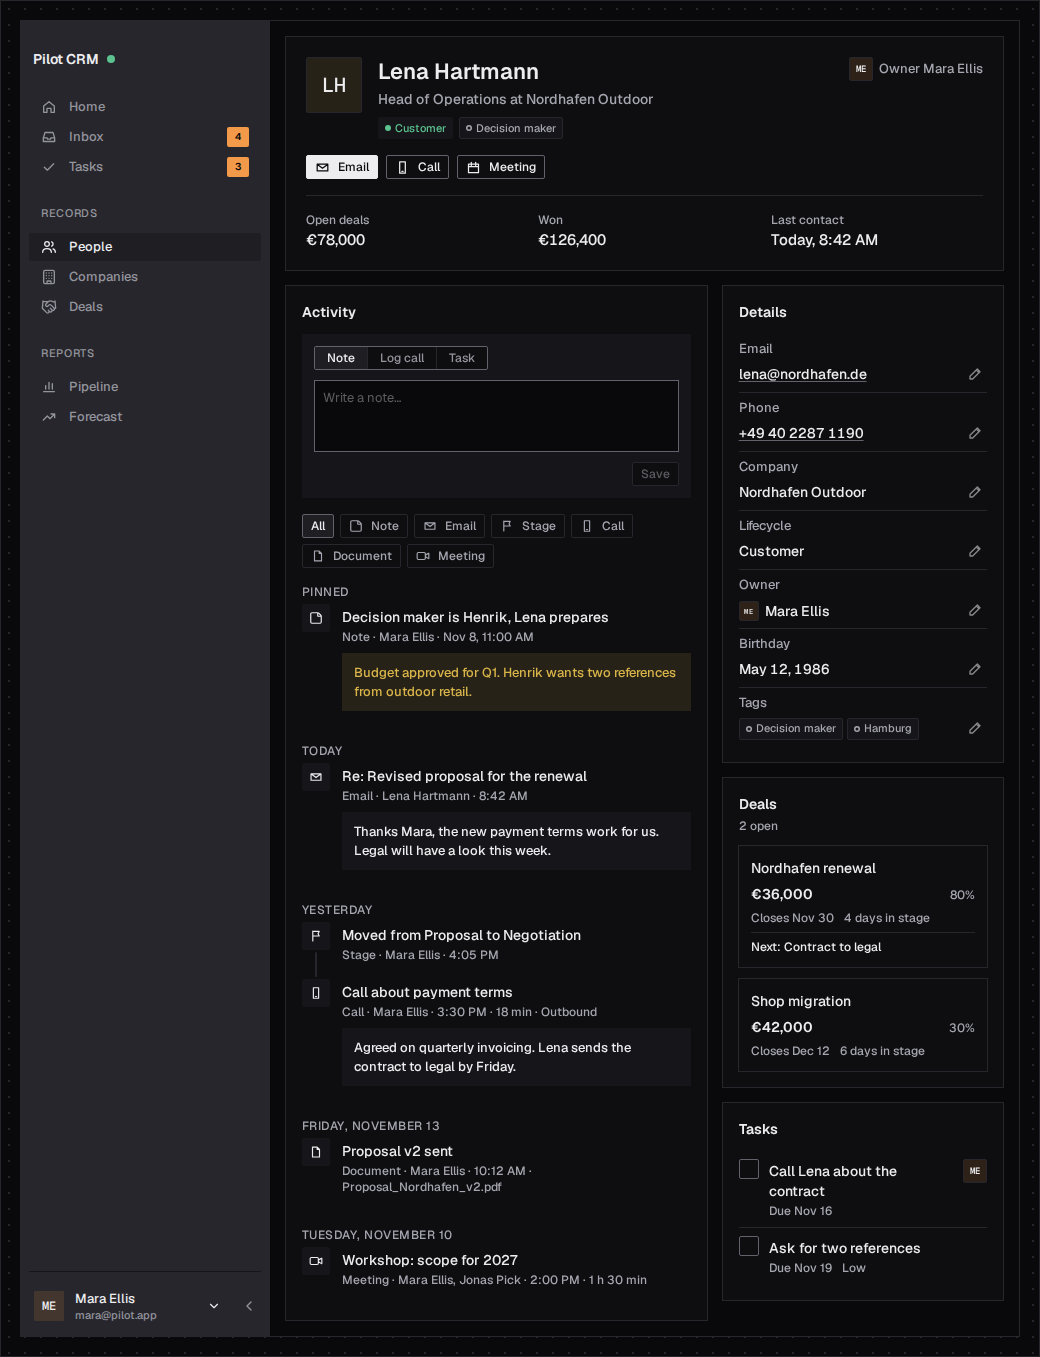 Pilot CRM
Home
Inbox 4
Tasks 3
RECORDS
People
Companies
Deals
REPORTS
Pipeline
Forecast
ME Mara Ellis
mara@pilot.app
LH
Lena Hartmann
Head of Operations at Nordhafen Outdoor
Customer Decision maker
ME Owner Mara Ellis
Email Call Meeting
Open deals Won Last contact
€78,000 €126,400 Today, 8:42 AM
Activity
Note Log call Task
Write a note…
Save
All Note Email Stage Call
Document Meeting
PINNED
Decision maker is Henrik, Lena prepares
Note · Mara Ellis · Nov 8, 11:00 AM
Budget approved for Q1. Henrik wants two references
from outdoor retail.
TODAY
Re: Revised proposal for the renewal
Email · Lena Hartmann · 8:42 AM
Thanks Mara, the new payment terms work for us.
Legal will have a look this week.
YESTERDAY
Moved from Proposal to Negotiation
Stage · Mara Ellis · 4:05 PM
Call about payment terms
Call · Mara Ellis · 3:30 PM · 18 min · Outbound
Agreed on quarterly invoicing. Lena sends the
contract to legal by Friday.
FRIDAY, NOVEMBER 13
Proposal v2 sent
Document · Mara Ellis · 10:12 AM ·
Proposal_Nordhafen_v2.pdf
TUESDAY, NOVEMBER 10
Workshop: scope for 2027
Meeting · Mara Ellis, Jonas Pick · 2:00 PM · 1 h 30 min
Details
Email
lena@nordhafen.de
Phone
+49 40 2287 1190
Company
Nordhafen Outdoor
Lifecycle
Customer
Owner
ME Mara Ellis
Birthday
May 12, 1986
Tags
Decision maker Hamburg
Deals
2 open
Nordhafen renewal
€36,000 80%
Closes Nov 30 4 days in stage
Next: Contract to legal
Shop migration
€42,000 30%
Closes Dec 12 6 days in stage
Tasks
Call Lena about the ME
contract
Due Nov 16
Ask for two references
Due Nov 19 Low